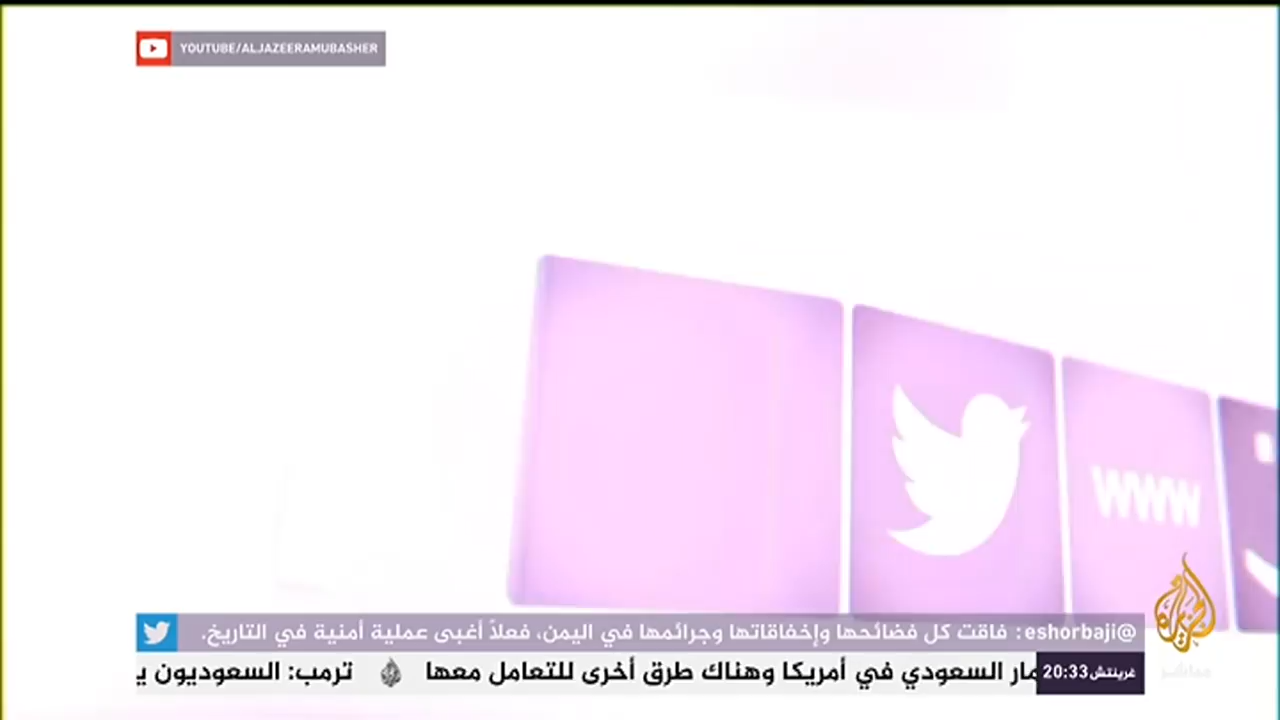 YOUTUBE/ALJAZEERAMUBASHER
WWW
@eshorbaji: فاقت كل فضائحها وإخفاقاتها وجرائمها في اليمن، فعلاً أغبى عملية أمنية في التاريخ.
غرينتش 20:33
السعودي في أمريكا وهناك طرق أخرى للتعامل معها
ترمب: السعوديون